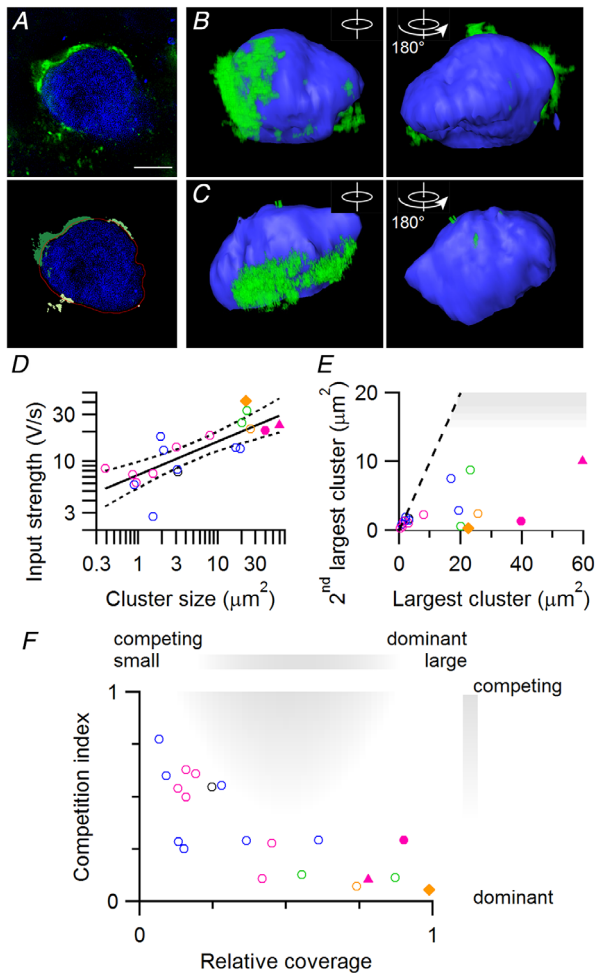 A
B
180°
C
180°
D
Input strength (V/s)
30
10
3
0.3
1
3
10
30
Cluster size (μm²)
E
2nd largest cluster (μm²)
20
10
0
0
20
40
60
Largest cluster (μm²)
F
competing
small
dominant
large
competing
dominant
Competition index
1
0
0
1
Relative coverage